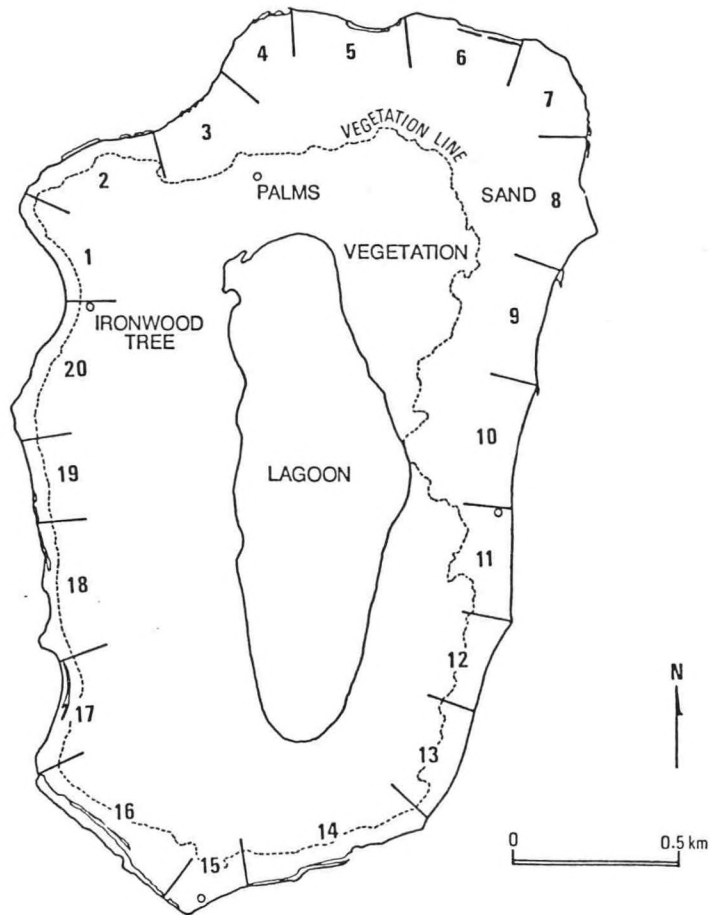 4
5
6
7
3
VEGETATION LINE
2
PALMS
SAND
8
1
VEGETATION
9
IRONWOOD
TREE
20
10
LAGOON
19
11
18
12
N
17
13
16
14
15
0 0.5 km